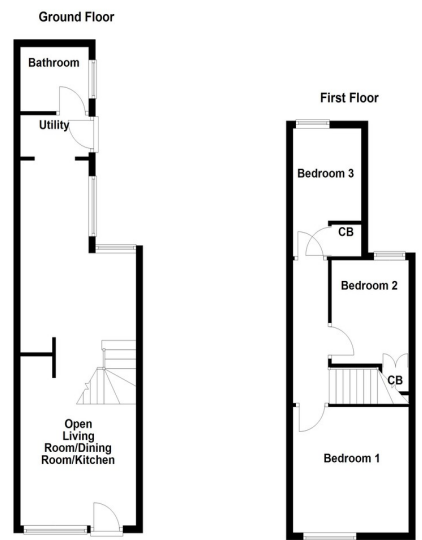 Ground Floor
Bathroom
Utility
Open
Living
Room/Dining
Room/Kitchen
First Floor
Bedroom 3
CB
Bedroom 2
CB
Bedroom 1